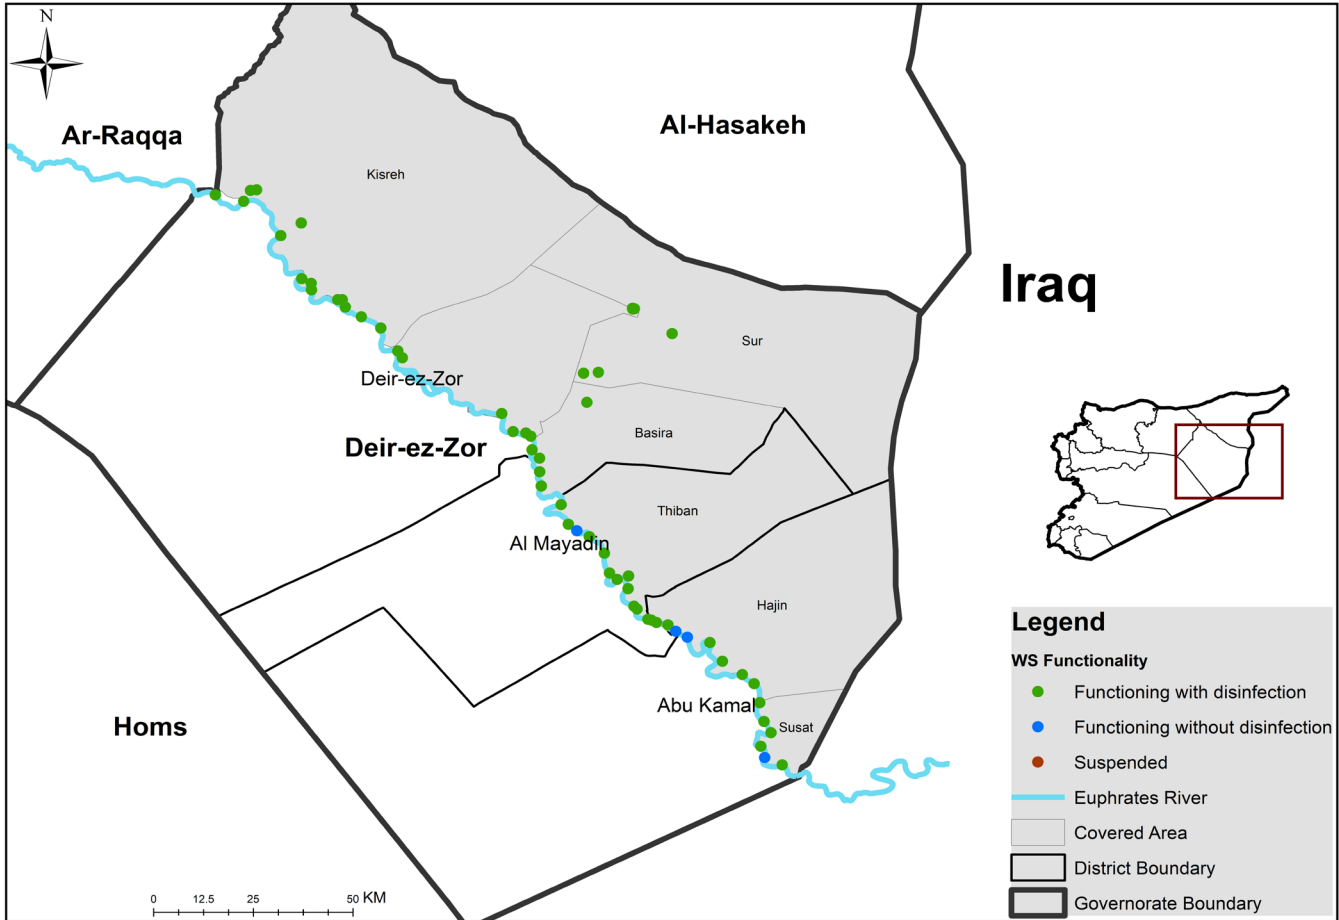 N
Ar-Raqqa
Al-Hasakeh
Kisreh
Iraq
Sur
Deir-ez-Zor
Basira
Deir-ez-Zor
Thiban
Al Mayadin
Hajin
Abu Kamal
Susat
Homs
0 12.5 25 50 KM
Legend
WS Functionality
Functioning with disinfection
Functioning without disinfection
Suspended
Euphrates River
Covered Area
District Boundary
Governorate Boundary